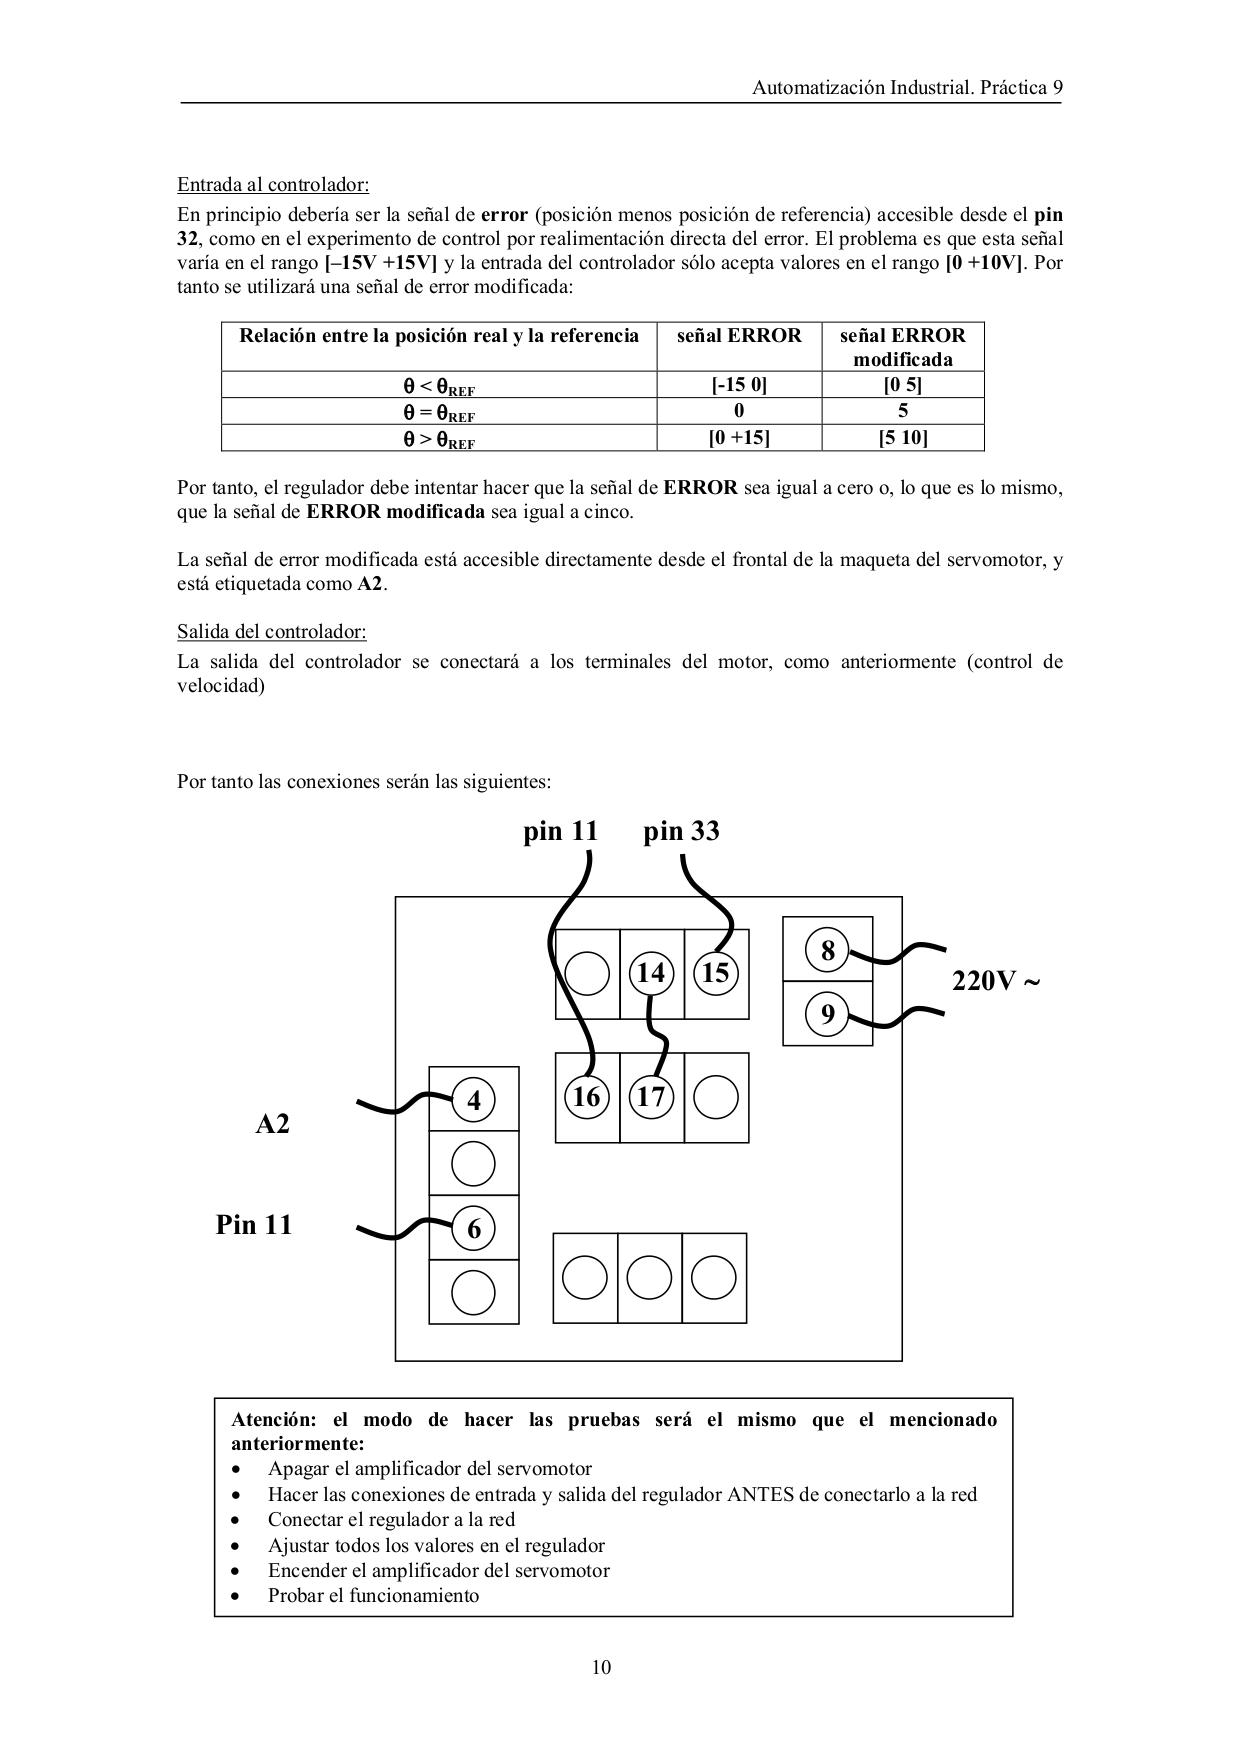 Automatización Industrial. Práctica 9
Entrada al controlador:
En principio debería ser la señal de error (posición menos posición de referencia) accesible desde el pin
32, como en el experimento de control por realimentación directa del error. El problema es que esta señal
varía en el rango [–15V +15V] y la entrada del controlador sólo acepta valores en el rango [0 +10V]. Por
tanto se utilizará una señal de error modificada:
Relación entre la posición real y la referencia señal ERROR señal ERROR
modificada
θ < θREF [-15 0] [0 5]
θ = θREF 0 5
θ > θREF [0 +15] [5 10]
Por tanto, el regulador debe intentar hacer que la señal de ERROR sea igual a cero o, lo que es lo mismo,
que la señal de ERROR modificada sea igual a cinco.
La señal de error modificada está accesible directamente desde el frontal de la maqueta del servomotor, y
está etiquetada como A2.
Salida del controlador:
La salida del controlador se conectará a los terminales del motor, como anteriormente (control de
velocidad)
Por tanto las conexiones serán las siguientes:
pin 11 pin 33
8
14 15
220V ~
9
4
16 17
A2
Pin 11
6
Atención: el modo de hacer las pruebas será el mismo que el mencionado
anteriormente:
• Apagar el amplificador del servomotor
• Hacer las conexiones de entrada y salida del regulador ANTES de conectarlo a la red
• Conectar el regulador a la red
• Ajustar todos los valores en el regulador
• Encender el amplificador del servomotor
• Probar el funcionamiento
10